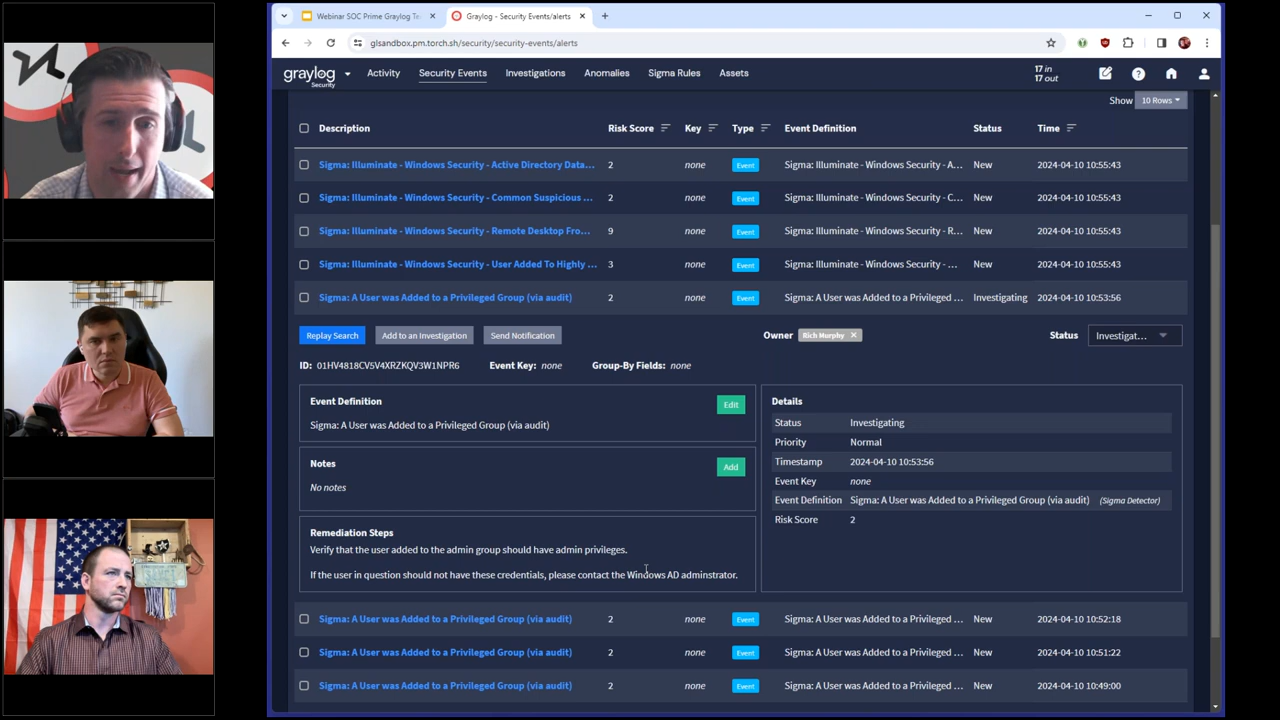 Webinar SOC Prime Graylog Te
Graylog - Security Events/alerts
glsandbox.pm.torch.sh/security/security-events/alerts
graylog
Security
Activity
Security Events
Investigations
Anomalies
Sigma Rules
Assets
17 in
17 out
Show
10 Rows
Description Risk Score Key Type Event Definition Status Time
Sigma: Illuminate - Windows Security - Active Directory Data... 2 none Event Sigma: Illuminate - Windows Security - A... New 2024-04-10 10:55:43
Sigma: Illuminate - Windows Security - Common Suspicious ... 2 none Event Sigma: Illuminate - Windows Security - C... New 2024-04-10 10:55:43
Sigma: Illuminate - Windows Security - Remote Desktop Fro... 9 none Event Sigma: Illuminate - Windows Security - R... New 2024-04-10 10:55:43
Sigma: Illuminate - Windows Security - User Added To Highly ... 3 none Event Sigma: Illuminate - Windows Security - ... New 2024-04-10 10:55:43
Sigma: A User was Added to a Privileged Group (via audit) 2 none Event Sigma: A User was Added to a Privileged ... Investigating 2024-04-10 10:53:56
Replay Search Add to an Investigation Send Notification Owner Rich Murphy Status Investigat...
ID: 01HV4818CV5V4XRZKQV3W1NPR6 Event Key: none Group-By Fields: none
Event Definition
Edit
Sigma: A User was Added to a Privileged Group (via audit)
Notes
Add
No notes
Remediation Steps
Verify that the user added to the admin group should have admin privileges.
If the user in question should not have these credentials, please contact the Windows AD adminstrator.
Details
Status Investigating
Priority Normal
Timestamp 2024-04-10 10:53:56
Event Key none
Event Definition Sigma: A User was Added to a Privileged Group (via audit) (Sigma Detector)
Risk Score 2
Sigma: A User was Added to a Privileged Group (via audit) 2 none Event Sigma: A User was Added to a Privileged ... New 2024-04-10 10:52:18
Sigma: A User was Added to a Privileged Group (via audit) 2 none Event Sigma: A User was Added to a Privileged ... New 2024-04-10 10:51:22
Sigma: A User was Added to a Privileged Group (via audit) 2 none Event Sigma: A User was Added to a Privileged ... New 2024-04-10 10:49:00